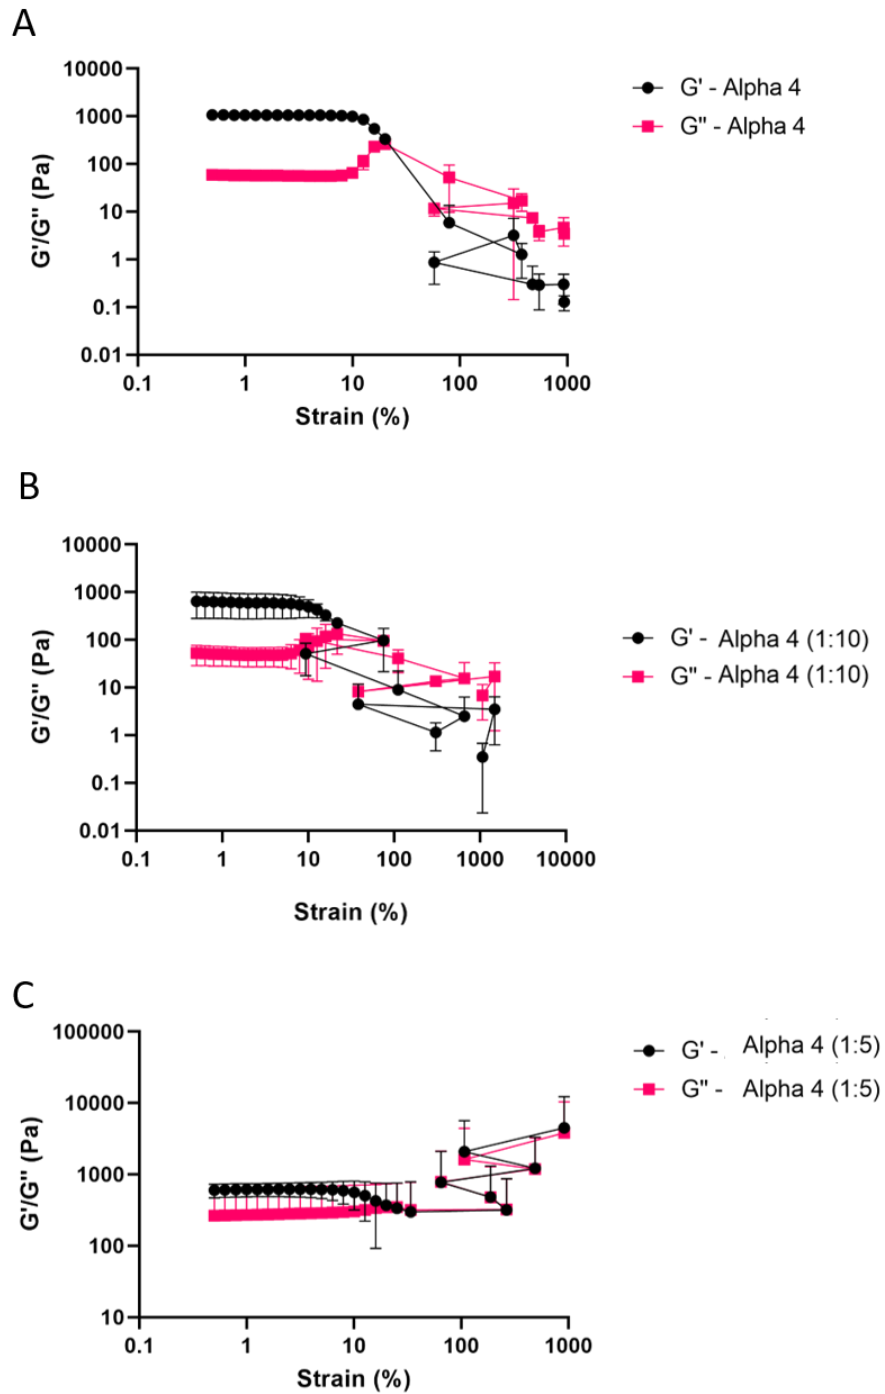 A
10000
1000
100
10
1
0.1
0.01
G'/G'' (Pa)
0.1 1 10 100 1000
Strain (%)
G' - Alpha 4
G'' - Alpha 4
B
10000
1000
100
10
1
0.1
0.01
G'/G'' (Pa)
0.1 1 10 100 1000 10000
Strain (%)
G' - Alpha 4 (1:10)
G'' - Alpha 4 (1:10)
C
100000
10000
1000
100
10
G'/G'' (Pa)
0.1 1 10 100 1000
Strain (%)
G' - Alpha 4 (1:5)
G'' - Alpha 4 (1:5)